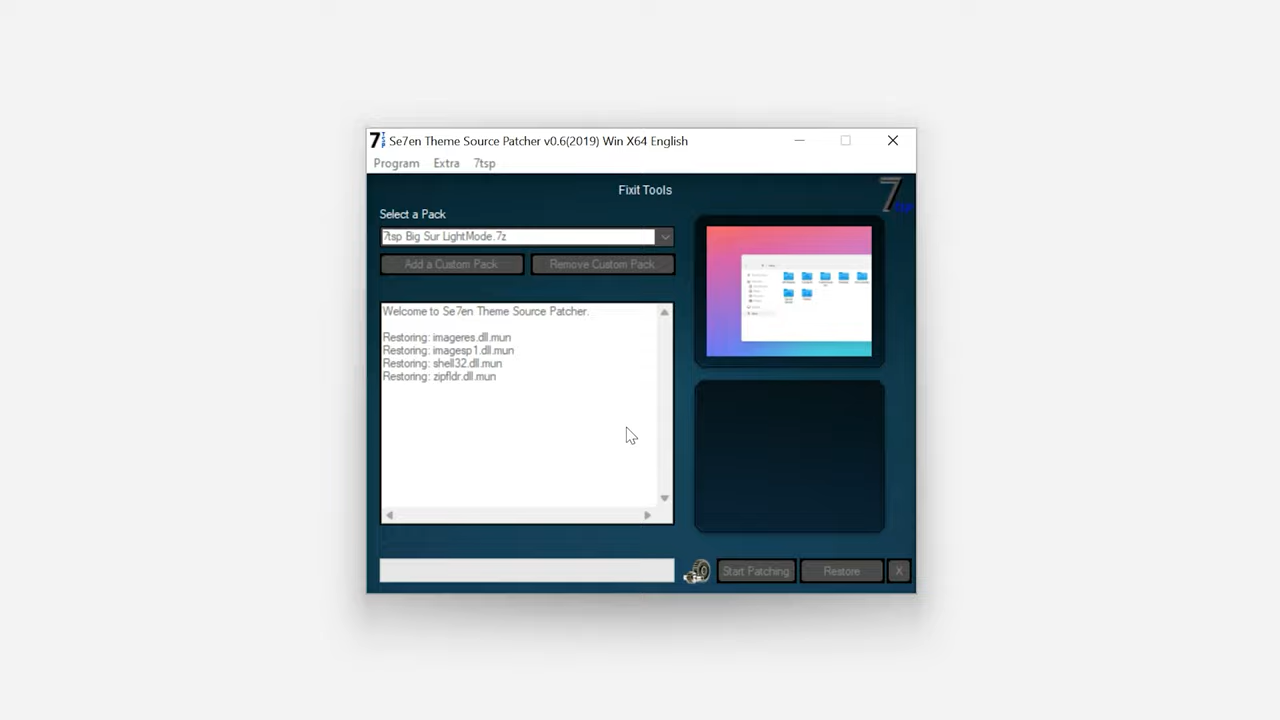 Se7en Theme Source Patcher v0.6(2019) Win X64 English
Program Extra 7tsp
Fixit Tools
Select a Pack
7tsp Big Sur LightMode.7z
Add a Custom Pack Remove Custom Pack
Welcome to Se7en Theme Source Patcher.
Restoring: imageres.dll.mun
Restoring: imagesp1.dll.mun
Restoring: shell32.dll.mun
Restoring: zipfldr.dll.mun
Start Patching Restore X